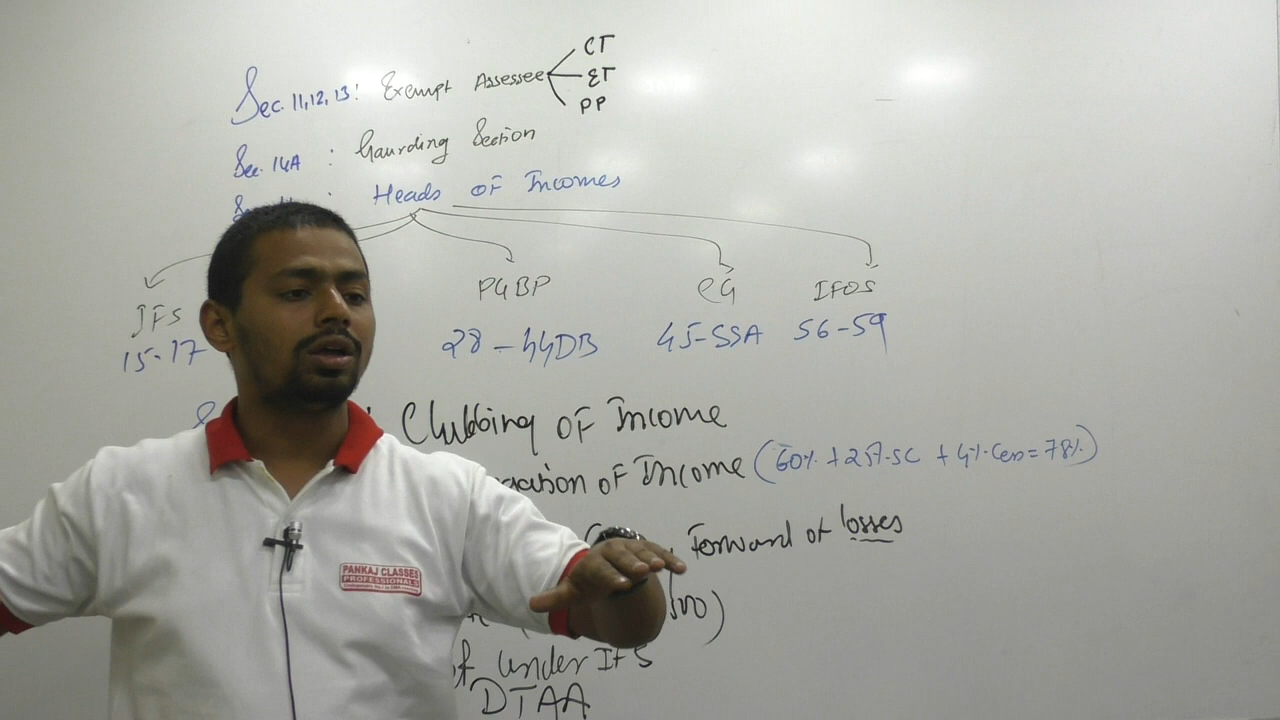 CT
Sec. 11,12,13 : Exempt Assessee ET
PP
Sec. 14A : Gaurding Section
: Heads of Incomes
IFS PGBP CG IFOS
15-17 28 - 44DB 45-55A 56-59
Clubbing of Income
of Income (60% + 25% SC + 4% Cess = 78%)
Forward of losses
under IFS
DTAA
PANKAJ CLASSES
PROFESSIONALS